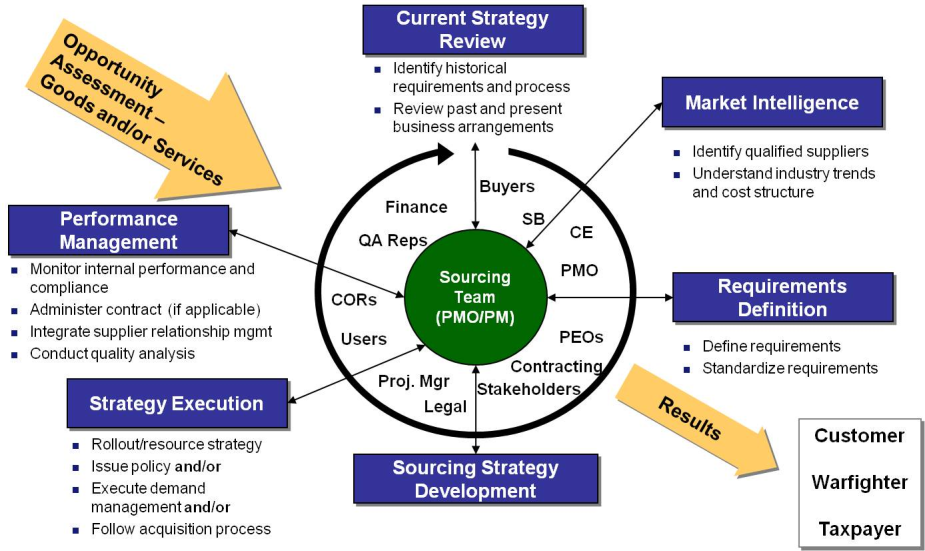 Opportunity
Assessment –
Goods and/or Services
Current Strategy
Review
Identify historical
requirements and process
Review past and present
business arrangements
Market Intelligence
Identify qualified suppliers
Understand industry trends
and cost structure
Requirements
Definition
Define requirements
Standardize requirements
Sourcing Strategy
Development
Strategy Execution
Rollout/resource strategy
Issue policy and/or
Execute demand
management and/or
Follow acquisition process
Performance
Management
Monitor internal performance and
compliance
Administer contract (if applicable)
Integrate supplier relationship mgmt
Conduct quality analysis
Buyers
SB
CE
PMO
PEOs
Contracting
Stakeholders
Legal
Proj. Mgr
Users
CORs
QA Reps
Finance
Sourcing
Team
(PMO/PM)
Results
Customer
Warfighter
Taxpayer